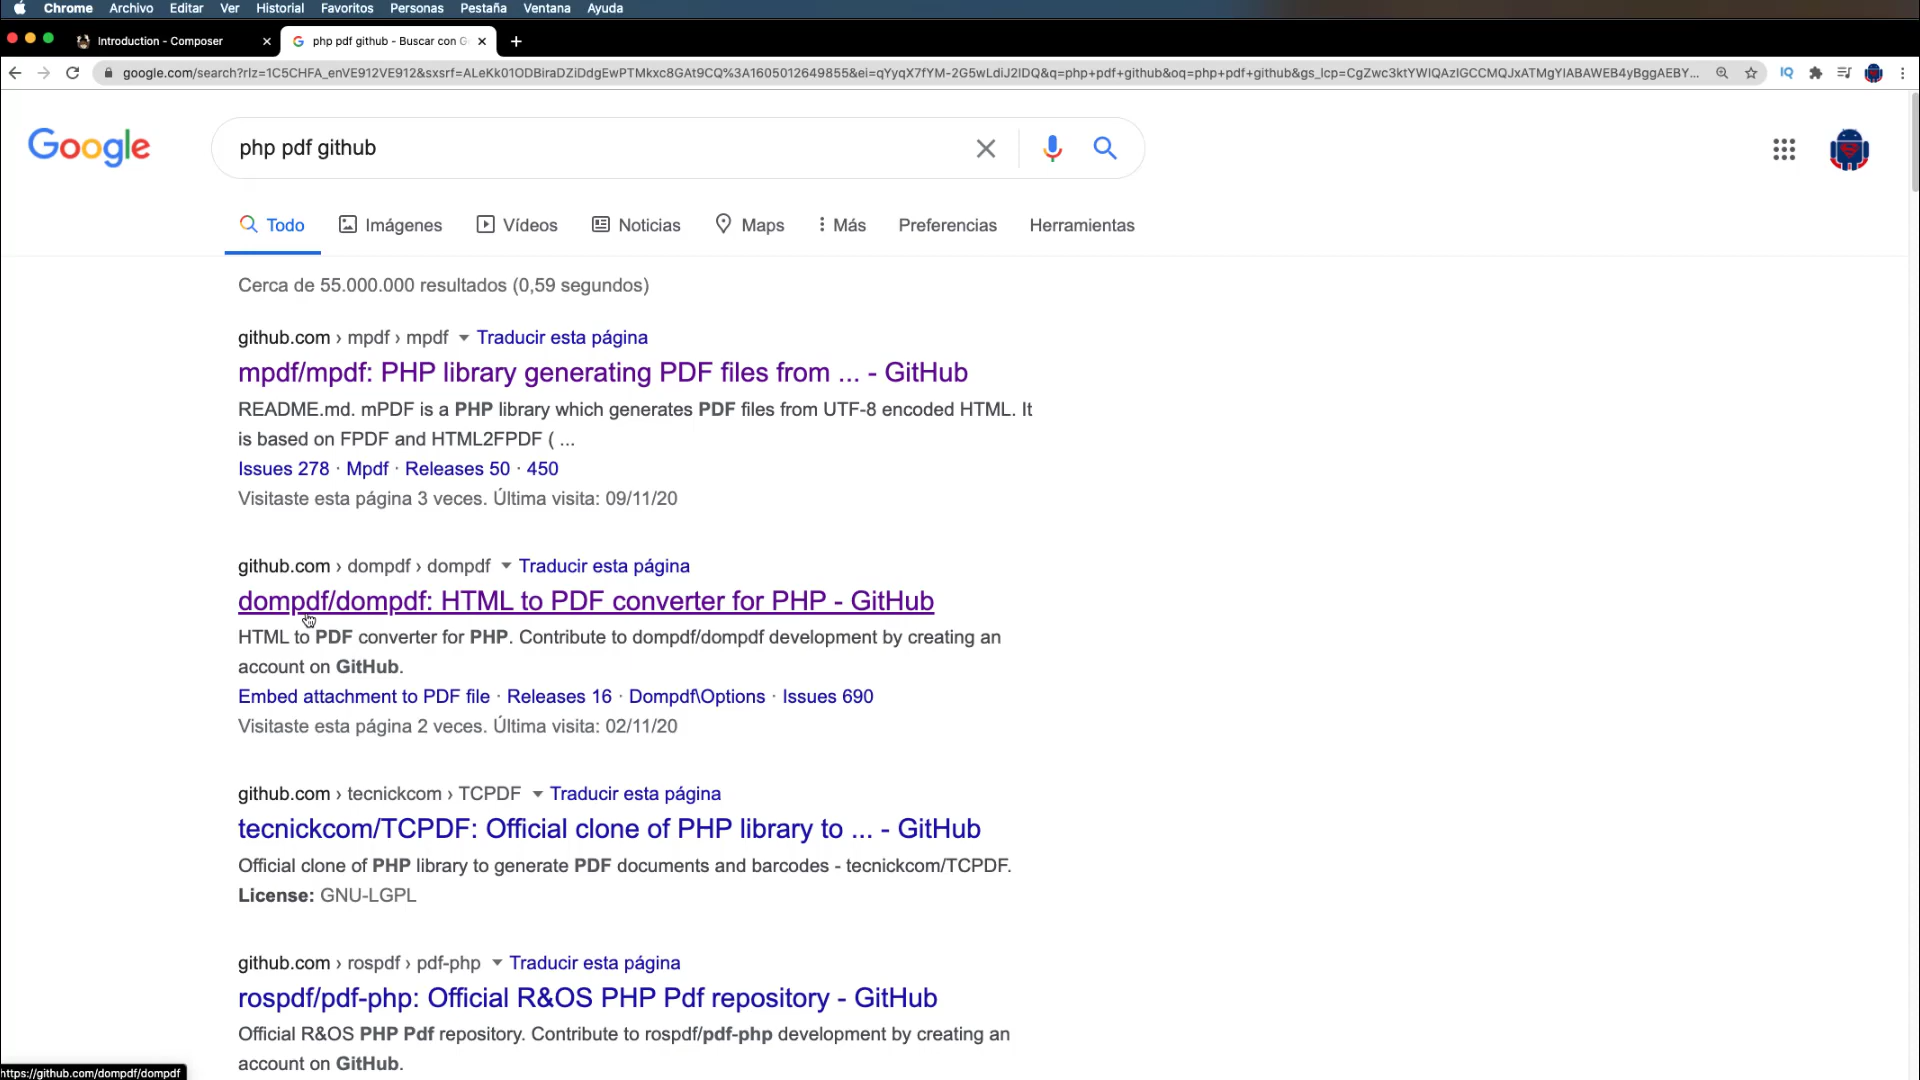 Chrome Archivo Editar Ver Historial Favoritos Personas Pestaña Ventana Ayuda
Introduction - Composer
php pdf github - Buscar con G
google.com/search?rlz=1C5CHFA_enVE912VE912&sxsrf=ALeKk01ODBiraDZiDdgEwPTMkxc8GAt9CQ%3A1605012649855&ei=qYyqX7fYM-2G5wLdiJ2IDQ&q=php+pdf+github&oq=php+pdf+github&gs_lcp=CgZwc3ktYWIQAzIGCCMQJxATMgYIABAWEB4yBggAEBY...
IQ
Google
php pdf github
Todo Imágenes Vídeos Noticias Maps Más Preferencias Herramientas
Cerca de 55.000.000 resultados (0,59 segundos)
github.com › mpdf › mpdf Traducir esta página
mpdf/mpdf: PHP library generating PDF files from ... - GitHub
README.md. mPDF is a PHP library which generates PDF files from UTF-8 encoded HTML. It
is based on FPDF and HTML2FPDF ( ...
Issues 278 · Mpdf · Releases 50 · 450
Visitaste esta página 3 veces. Última visita: 09/11/20
github.com › dompdf › dompdf Traducir esta página
dompdf/dompdf: HTML to PDF converter for PHP - GitHub
HTML to PDF converter for PHP. Contribute to dompdf/dompdf development by creating an
account on GitHub.
Embed attachment to PDF file · Releases 16 · Dompdf\Options · Issues 690
Visitaste esta página 2 veces. Última visita: 02/11/20
github.com › tecnickcom › TCPDF Traducir esta página
tecnickcom/TCPDF: Official clone of PHP library to ... - GitHub
Official clone of PHP library to generate PDF documents and barcodes - tecnickcom/TCPDF.
License: GNU-LGPL
github.com › rospdf › pdf-php Traducir esta página
rospdf/pdf-php: Official R&OS PHP Pdf repository - GitHub
Official R&OS PHP Pdf repository. Contribute to rospdf/pdf-php development by creating an
account on GitHub.
https://github.com/dompdf/dompdf